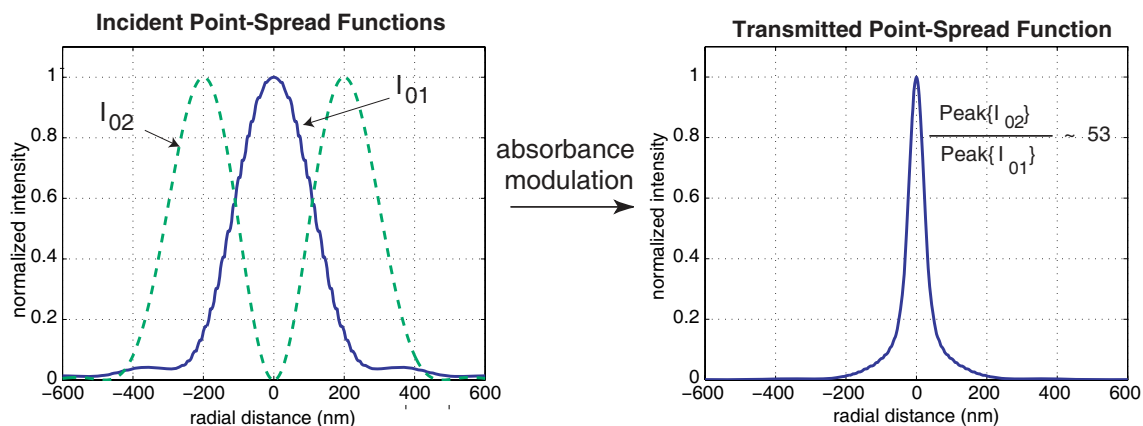 Incident Point-Spread Functions
1
0.8
0.6
0.4
0.2
0
normalized intensity
I02
I01
−600 −400 −200 0 200 400 600
radial distance (nm)
absorbance
modulation
Transmitted Point-Spread Function
1
0.8
0.6
0.4
0.2
0
normalized intensity
Peak{I02}
Peak{I01}
~ 53
−600 −400 −200 0 200 400 600
radial distance (nm)